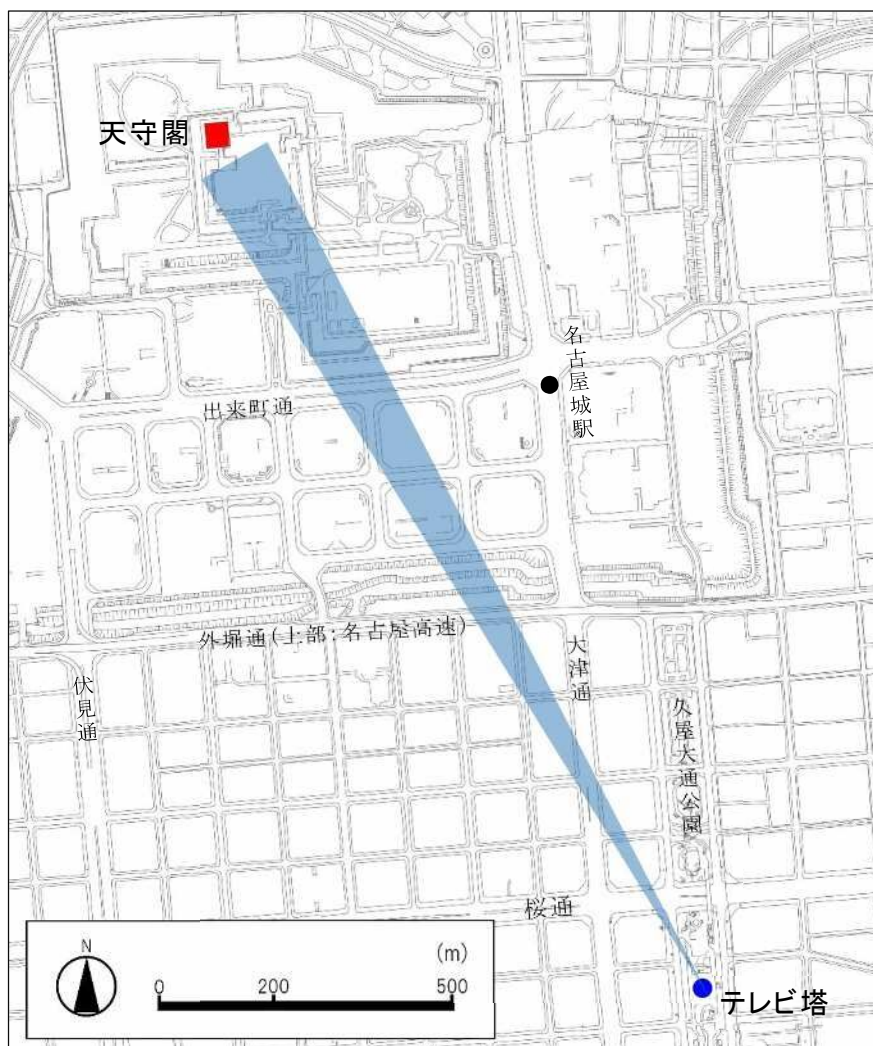 天守閣
名古屋城駅
出来町通
外堀通(上部:名古屋高速)
大津通
伏見通
久屋大通公園
桜通
N
(m)
0 200 500
テレビ塔